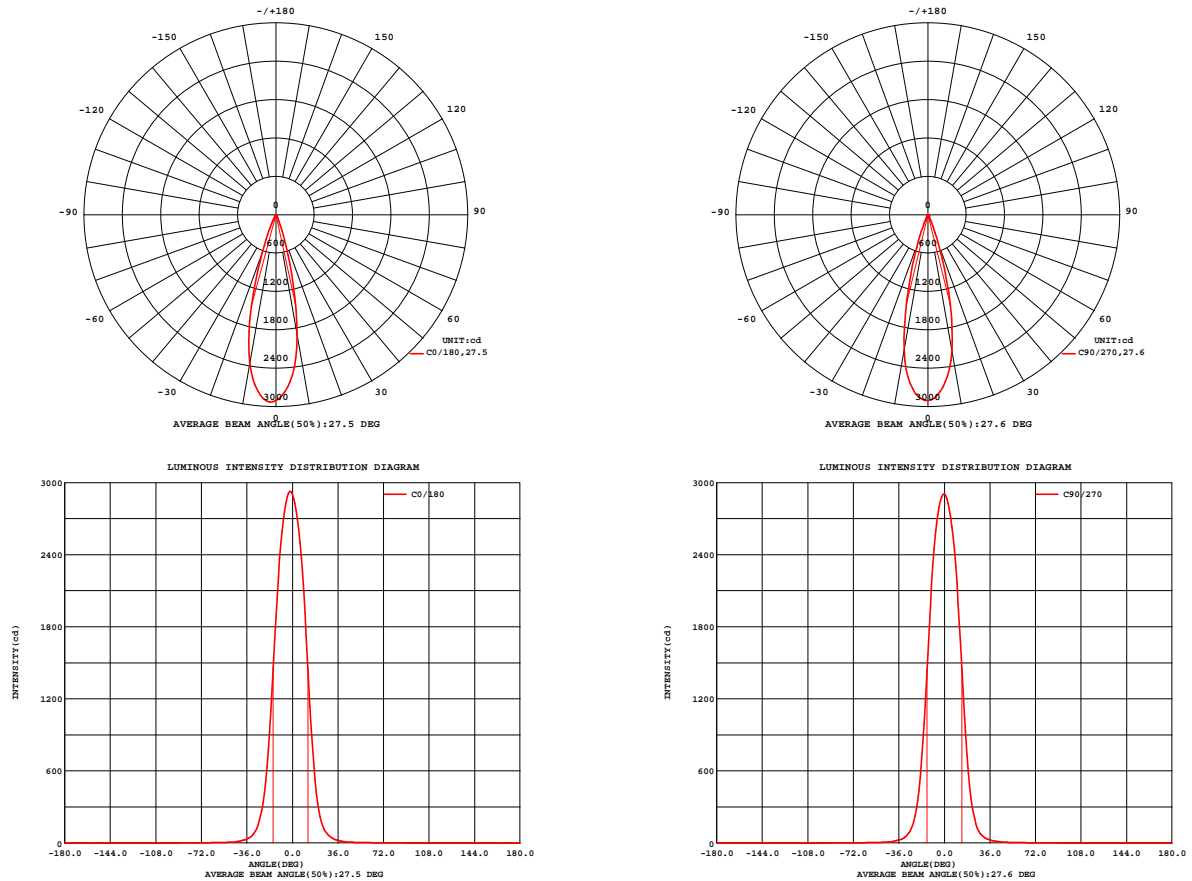 -/+180
-150 150
-120 120
-90 90
-60 60
-30 30
0
600
1200
1800
2400
3000
0
UNIT:cd
C0/180,27.5
AVERAGE BEAM ANGLE(50%):27.5 DEG
-/+180
-150 150
-120 120
-90 90
-60 60
-30 30
0
600
1200
1800
2400
3000
0
UNIT:cd
C90/270,27.6
AVERAGE BEAM ANGLE(50%):27.6 DEG
LUMINOUS INTENSITY DISTRIBUTION DIAGRAM
C0/180
INTENSITY(cd)
3000
2400
1800
1200
600
0
-180.0 -144.0 -108.0 -72.0 -36.0 0.0 36.0 72.0 108.0 144.0 180.0
ANGLE(DEG)
AVERAGE BEAM ANGLE(50%):27.5 DEG
LUMINOUS INTENSITY DISTRIBUTION DIAGRAM
C90/270
INTENSITY(cd)
3000
2400
1800
1200
600
0
-180.0 -144.0 -108.0 -72.0 -36.0 0.0 36.0 72.0 108.0 144.0 180.0
ANGLE(DEG)
AVERAGE BEAM ANGLE(50%):27.6 DEG